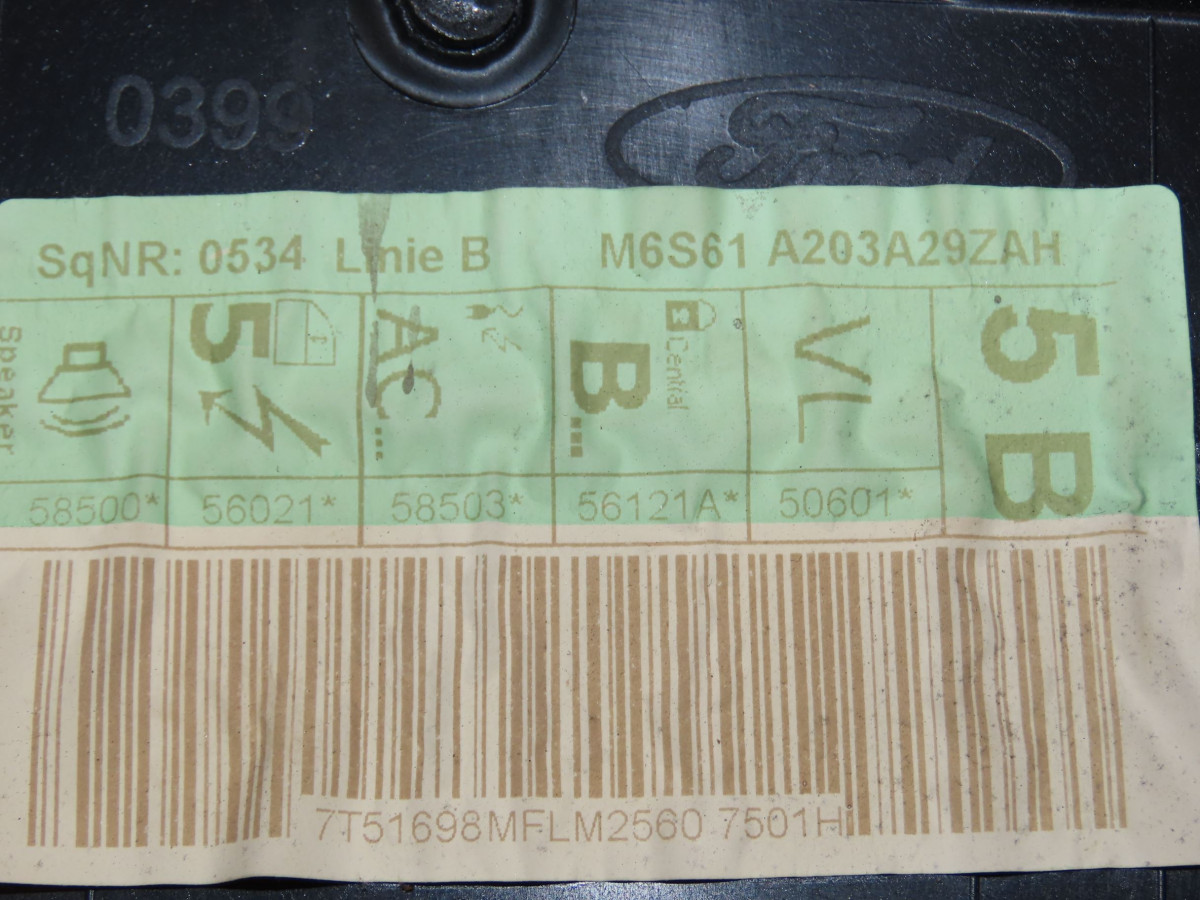 0399
Ford
SqNR: 0534 Linie B M6S61 A203A29ZAH
Speaker
5
AC...
Central
B...
VL
5 B
58500* 56021* 58503* 56121A* 50601*
7T51698MFLM2560 7501H